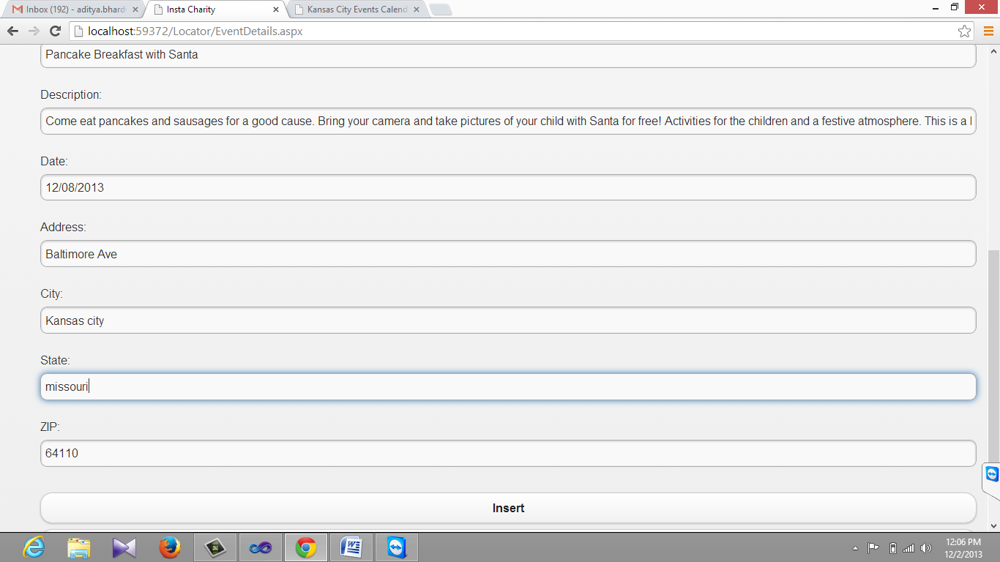 Inbox (192) - aditya.bhard
Insta Charity
Kansas City Events Calend
localhost:59372/Locator/EventDetails.aspx
Pancake Breakfast with Santa
Description:
Come eat pancakes and sausages for a good cause. Bring your camera and take pictures of your child with Santa for free! Activities for the children and a festive atmosphere. This is a
Date:
12/08/2013
Address:
Baltimore Ave
City:
Kansas city
State:
missouri
ZIP:
64110
Insert
12:06 PM
12/2/2013